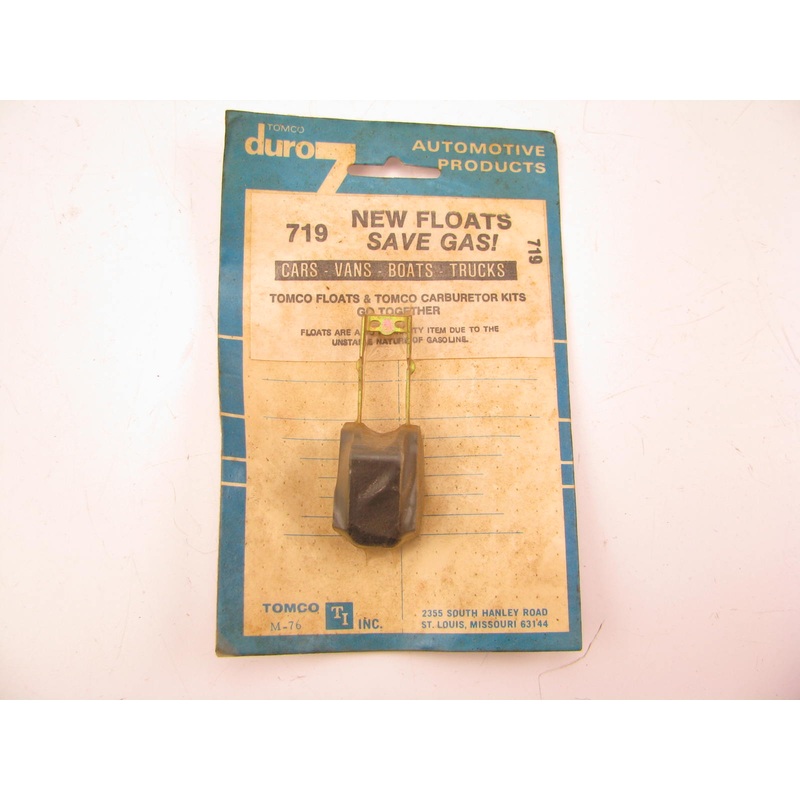 TOMCO
duro
AUTOMOTIVE
PRODUCTS
719
NEW FLOATS
SAVE GAS!
719
CARS - VANS - BOATS - TRUCKS
TOMCO FLOATS & TOMCO CARBURETOR KITS
GO TOGETHER
FLOATS ARE A ITEM DUE TO THE
NATURE OF GASOLINE.
TOMCO TI INC.
M-76
2355 SOUTH HANLEY ROAD
ST. LOUIS, MISSOURI 63144